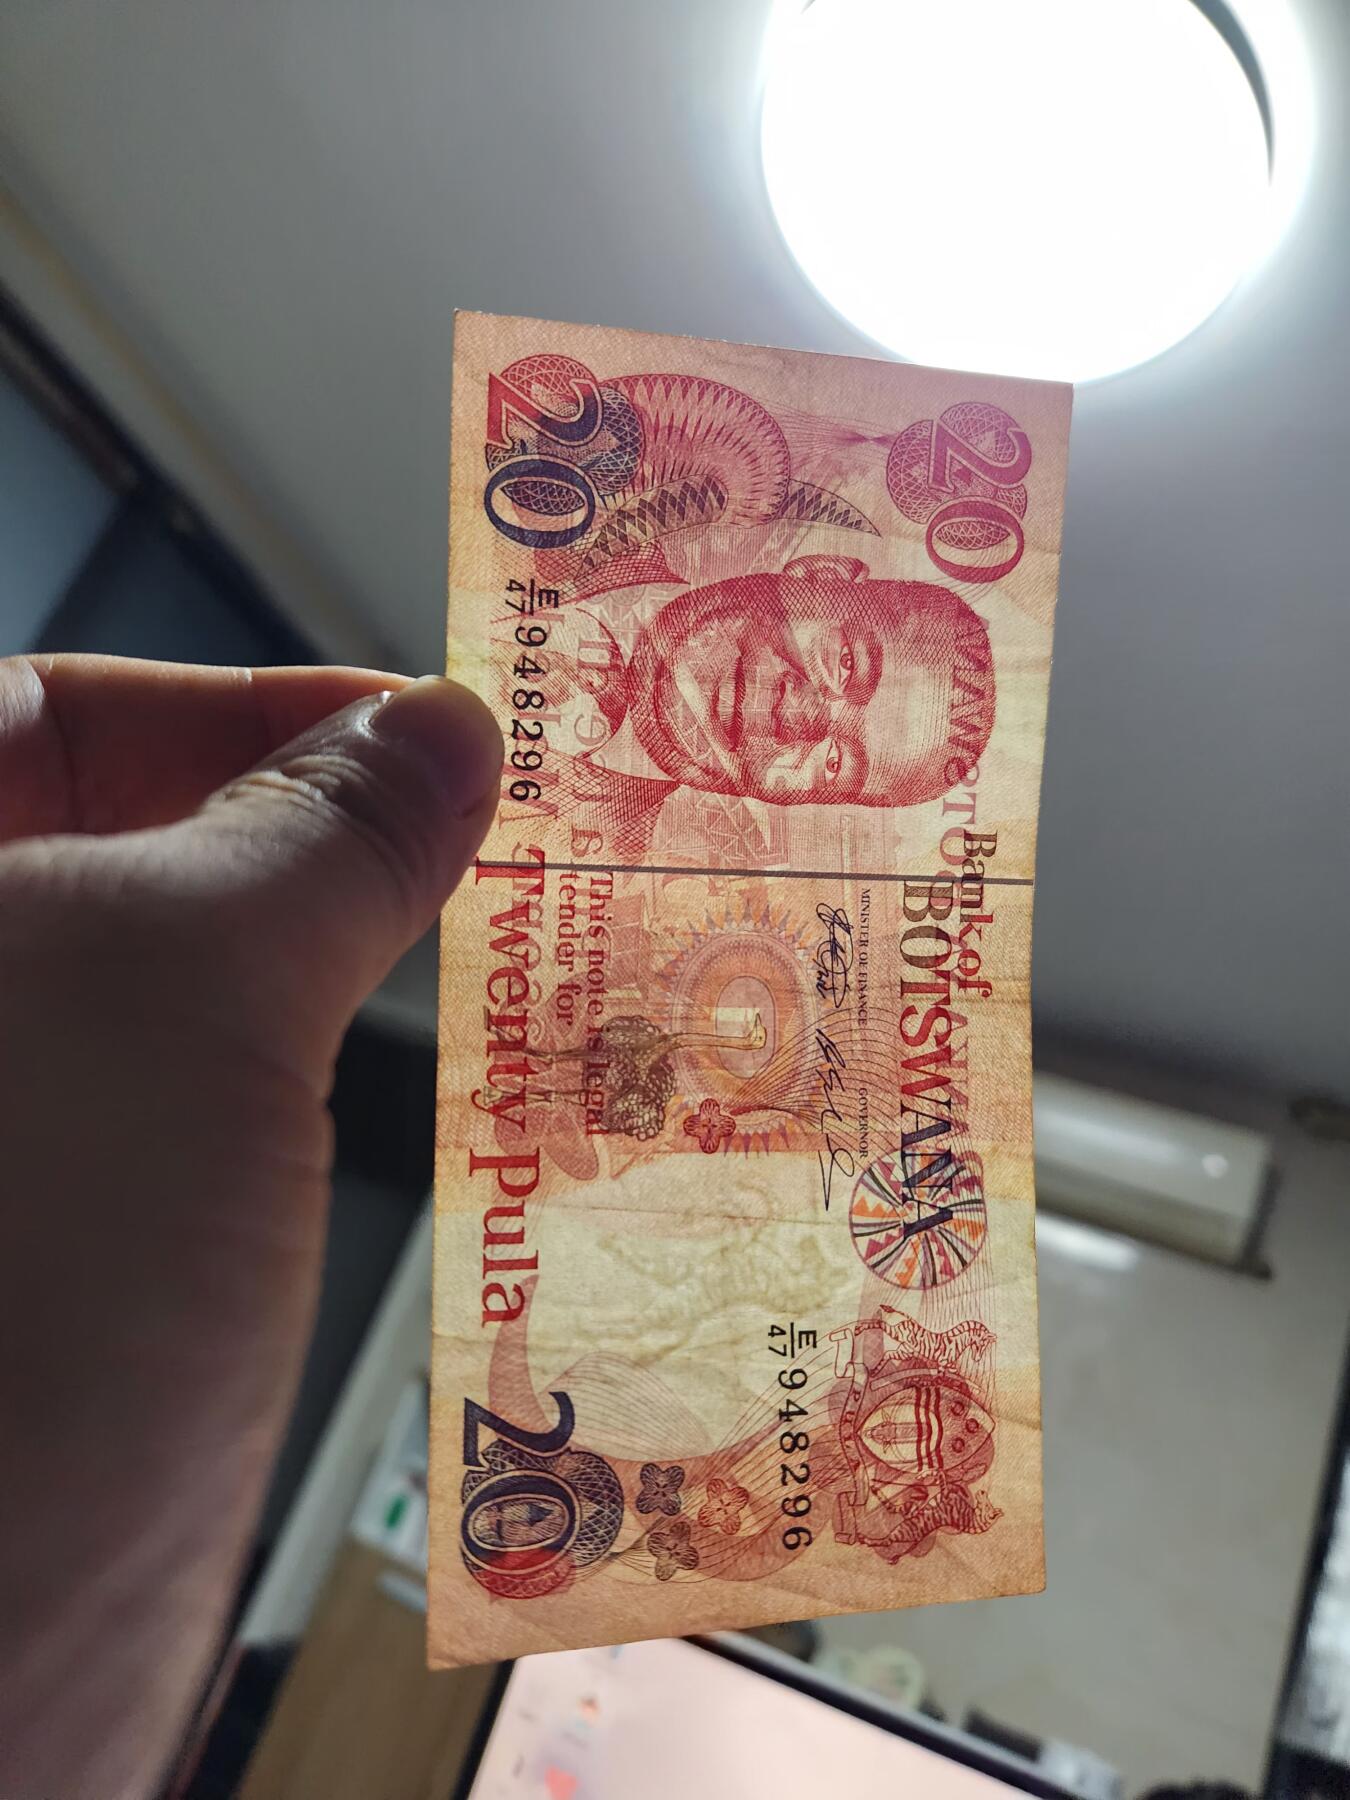 Bank of
BOTSWANA
MINISTER OF FINANCE
GOVERNOR
This note is legal
tender for
Twenty Pula
20
20
20
E/47 948296
E/47 948296
PULA